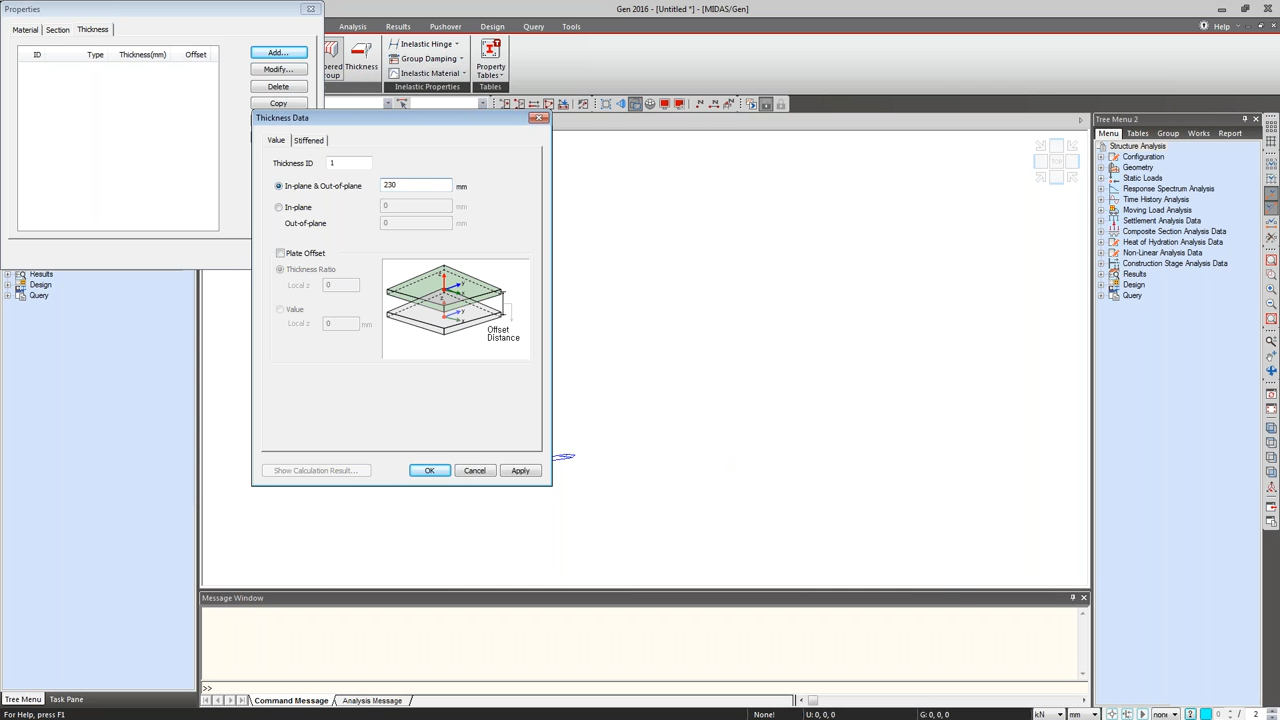 Properties
Gen 2016 - [Untitled *] - [MIDAS/Gen]
Analysis Results Pushover Design Query Tools Help
Material Section Thickness
ID Type Thickness(mm) Offset
Add...
Modify...
Delete
Copy
Group
Thickness
Inelastic Hinge
Group Damping
Inelastic Material
Inelastic Properties
Property
Tables
Tables
Thickness Data
Value Stiffened
Thickness ID 1
In-plane & Out-of-plane 230 mm
In-plane 0 mm
Out-of-plane 0 mm
Plate Offset
Thickness Ratio
Local z 0
Value
Local z 0 mm
Offset
Distance
Show Calculation Result... OK Cancel Apply
Results
Design
Query
TOP
Tree Menu 2
Menu Tables Group Works Report
Structure Analysis
Configuration
Geometry
Static Loads
Response Spectrum Analysis
Time History Analysis
Moving Load Analysis
Settlement Analysis Data
Composite Section Analysis Data
Heat of Hydration Analysis Data
Non-Linear Analysis Data
Construction Stage Analysis Data
Results
Design
Query
Message Window
>>
Tree Menu Task Pane
Command Message Analysis Message
For Help, press F1
None! U: 0, 0, 0 G: 0, 0, 0 kN mm none 0 / 2